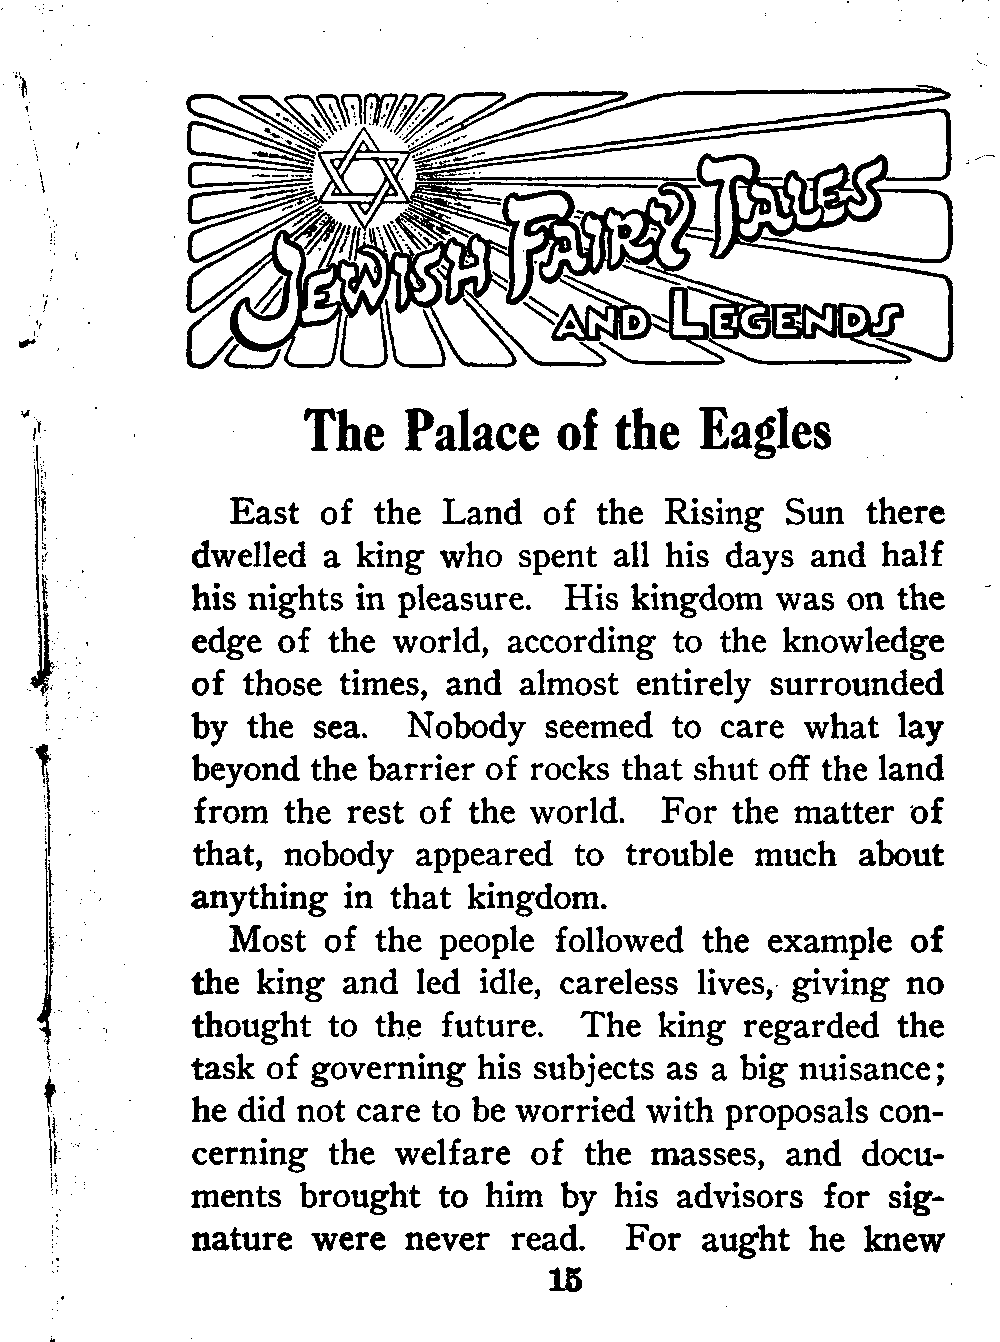 JEWISH FAIRY TALES
AND LEGENDS
The Palace of the Eagles
East of the Land of the Rising Sun there
dwelled a king who spent all his days and half
his nights in pleasure. His kingdom was on the
edge of the world, according to the knowledge
of those times, and almost entirely surrounded
by the sea. Nobody seemed to care what lay
beyond the barrier of rocks that shut off the land
from the rest of the world. For the matter of
that, nobody appeared to trouble much about
anything in that kingdom.
Most of the people followed the example of
the king and led idle, careless lives, giving no
thought to the future. The king regarded the
task of governing his subjects as a big nuisance;
he did not care to be worried with proposals con-
cerning the welfare of the masses, and docu-
ments brought to him by his advisors for sig-
nature were never read. For aught he knew
15